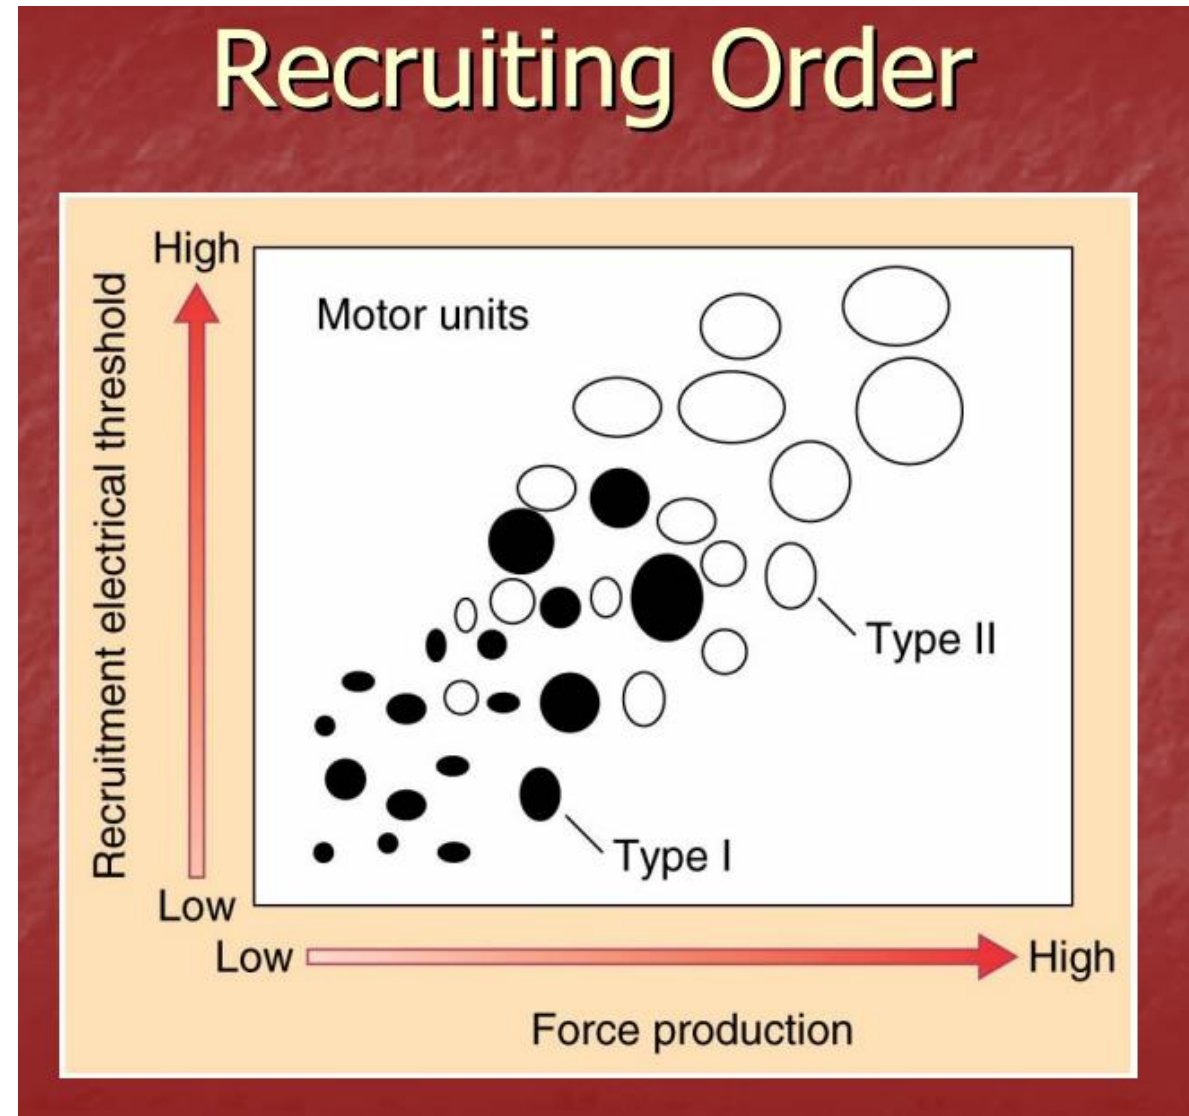 Recruiting Order
High
Motor units
Recruitment electrical threshold
Type II
Type I
Low
Low
High
Force production